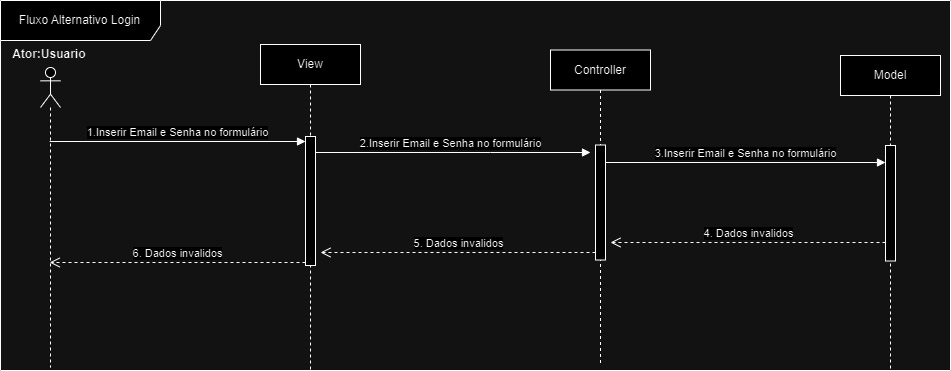 Fluxo Alternativo Login
Ator:Usuario
View
Controller
Model
1.Inserir Email e Senha no formulário
2.Inserir Email e Senha no formulário
3.Inserir Email e Senha no formulário
4. Dados invalidos
5. Dados invalidos
6. Dados invalidos